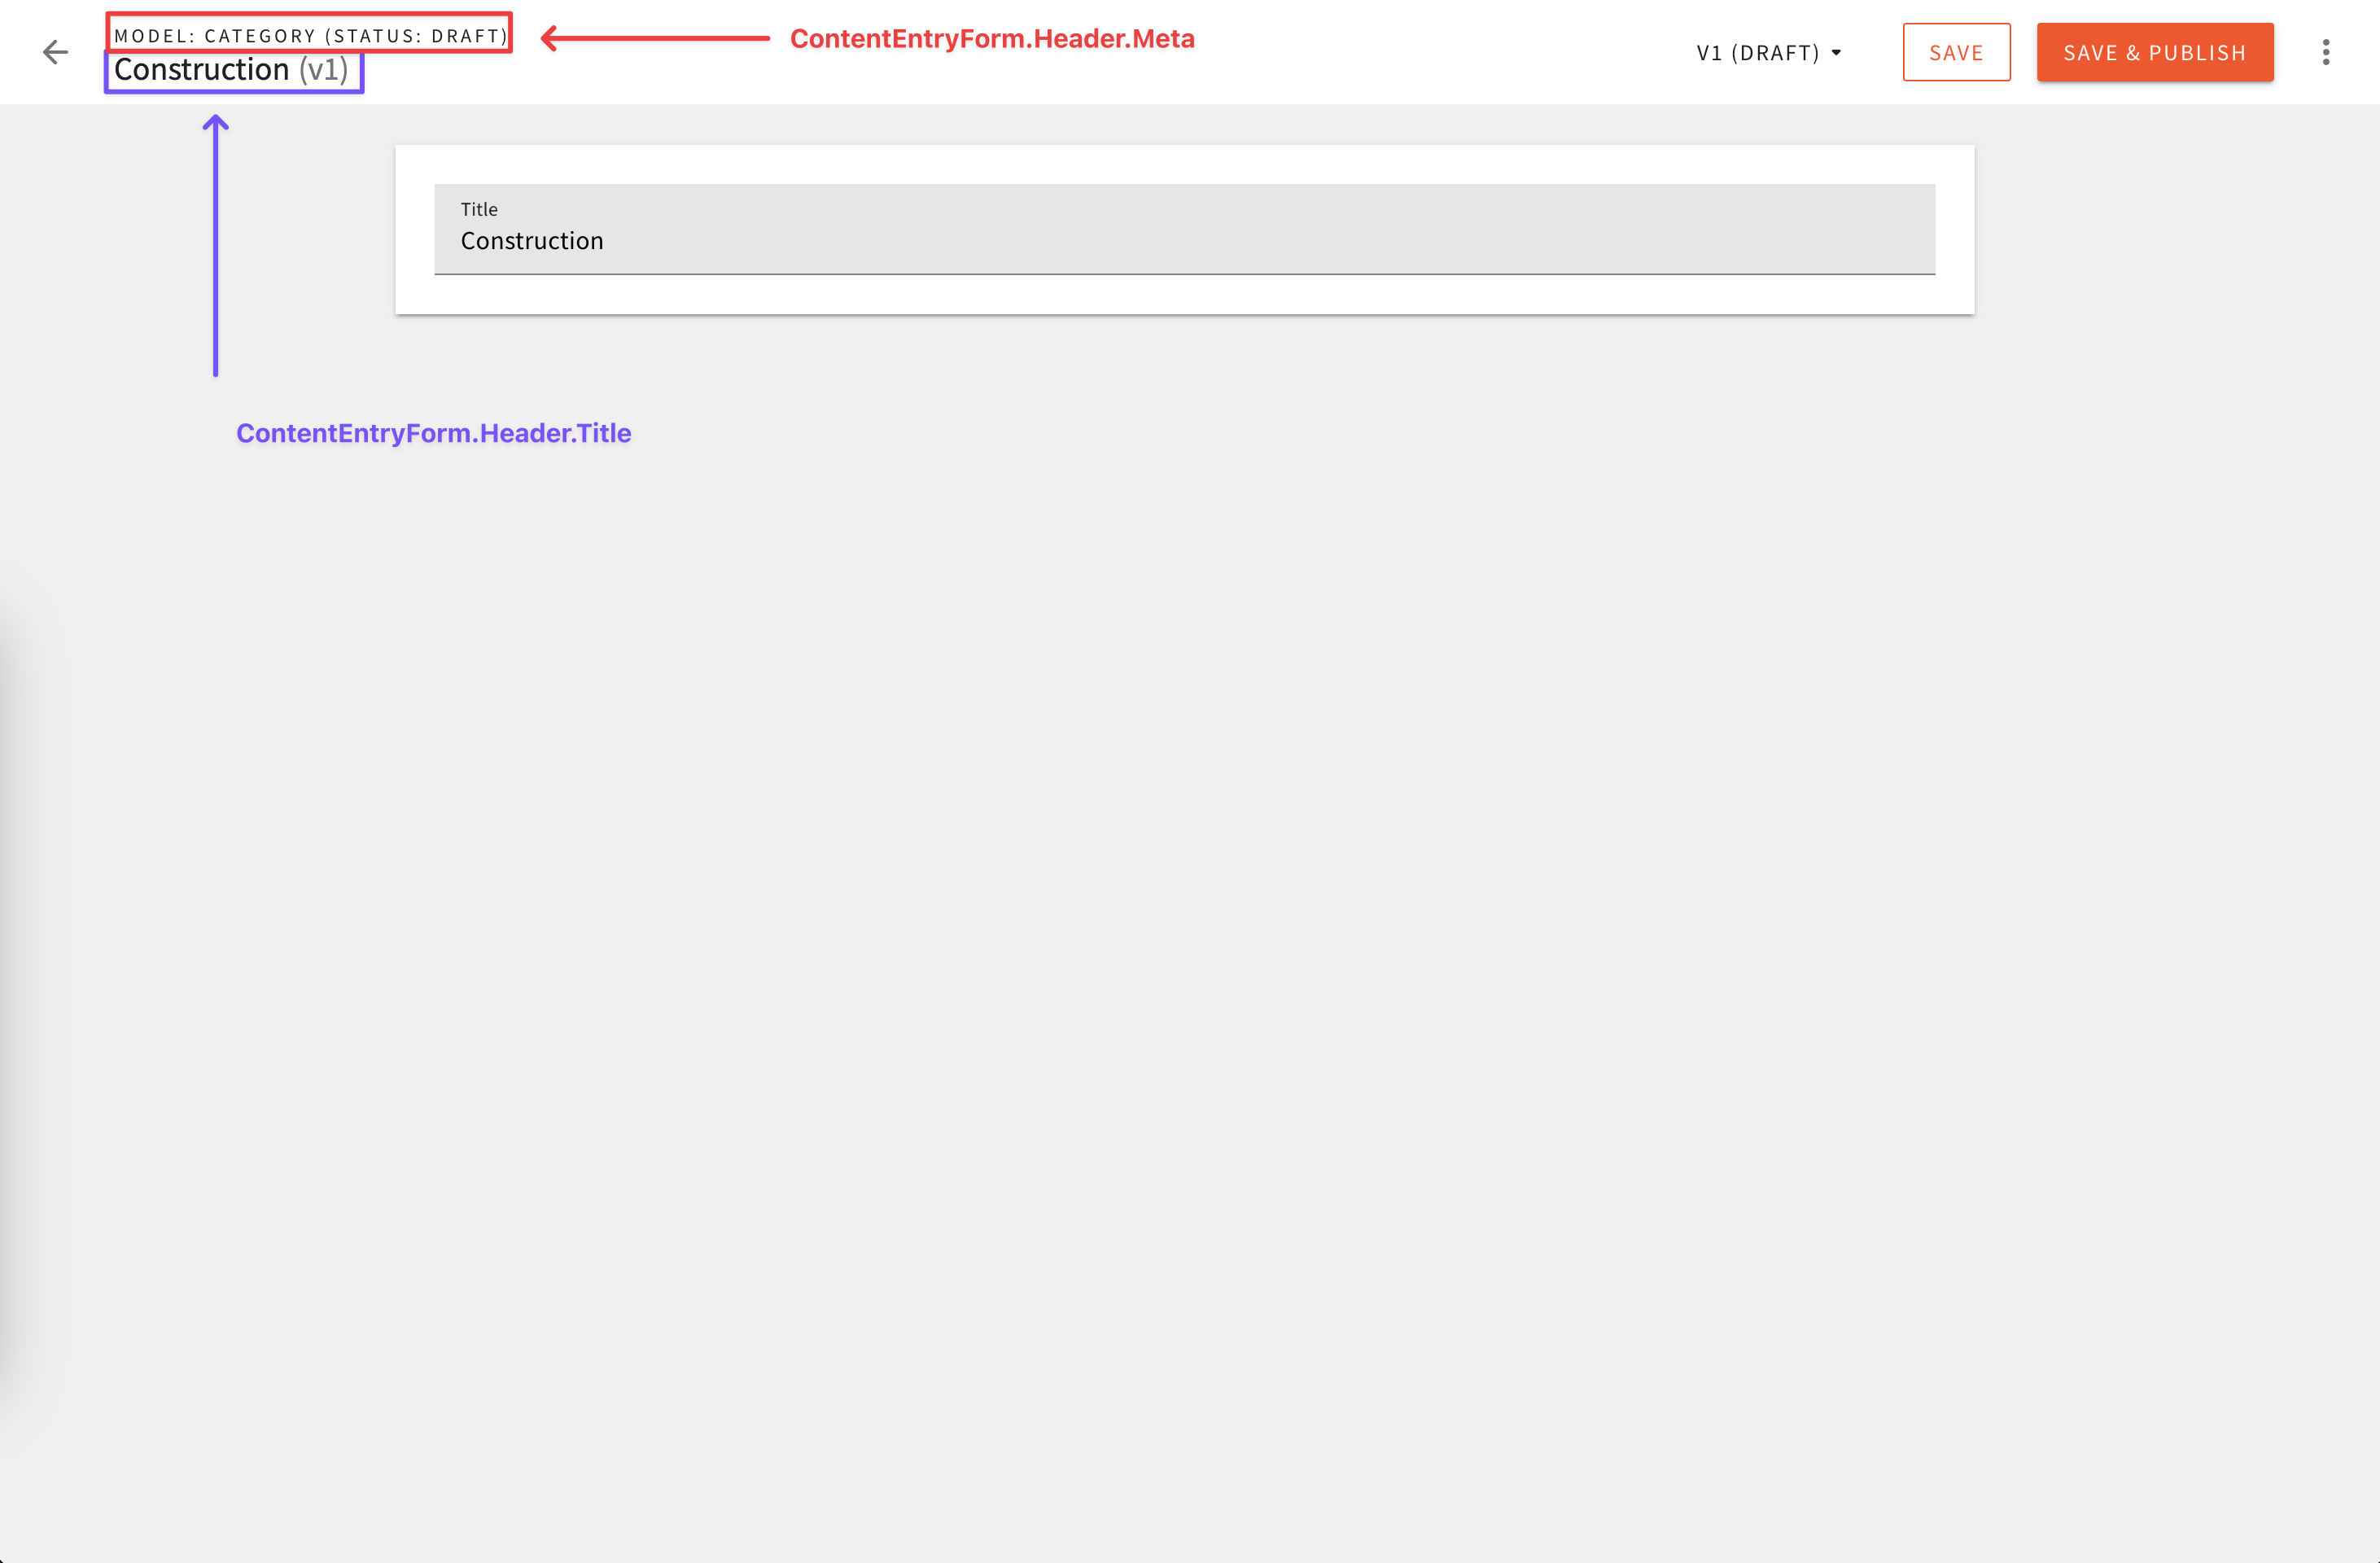 MODEL: CATEGORY (STATUS: DRAFT)
ContentEntryForm.Header.Meta
Construction (v1)
V1 (DRAFT)
SAVE
SAVE & PUBLISH
Title
Construction
ContentEntryForm.Header.Title